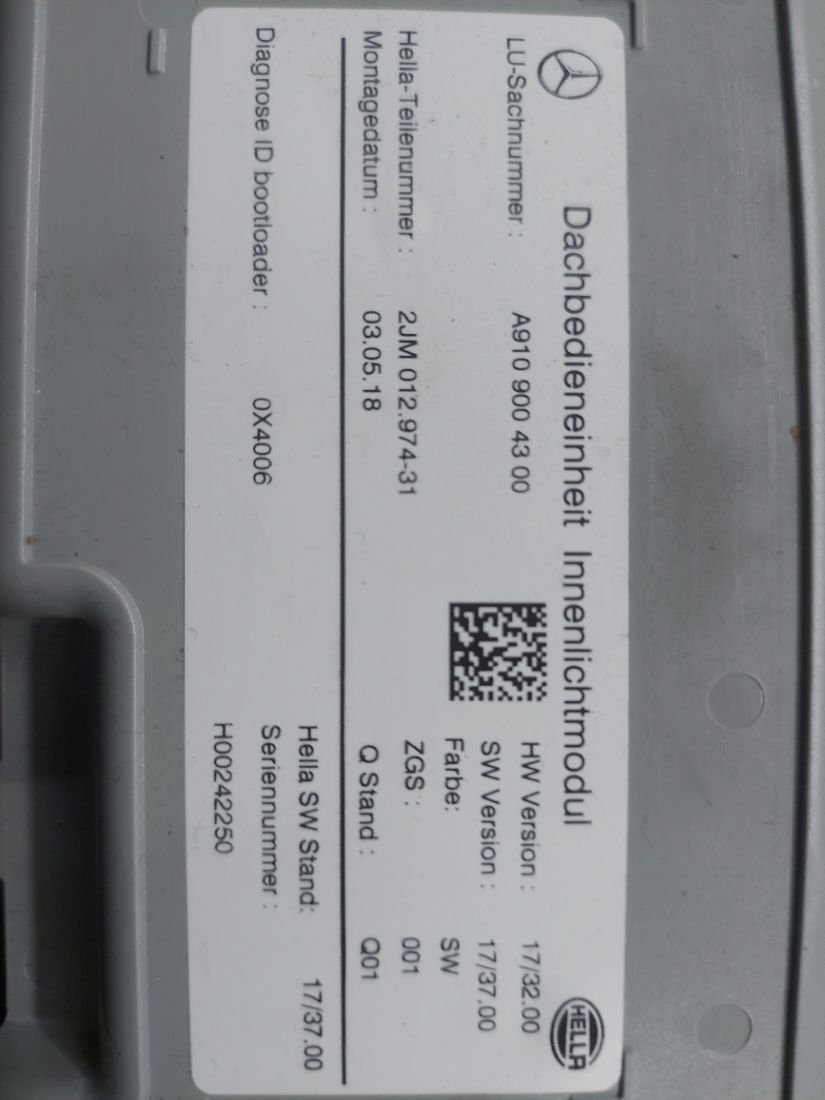 Dachbedieneinheit Innenlichtmodul
HELLA
LU-Sachnummer : A910 900 43 00
HW Version : 17/32.00
SW Version : 17/37.00
Farbe: SW
Hella-Teilenummer : 2JM 012.974-31
ZGS : 001
Montagedatum : 03.05.18
Q Stand : Q01
Hella SW Stand: 17/37.00
Diagnose ID bootloader : 0X4006
Seriennummer :
H00242250